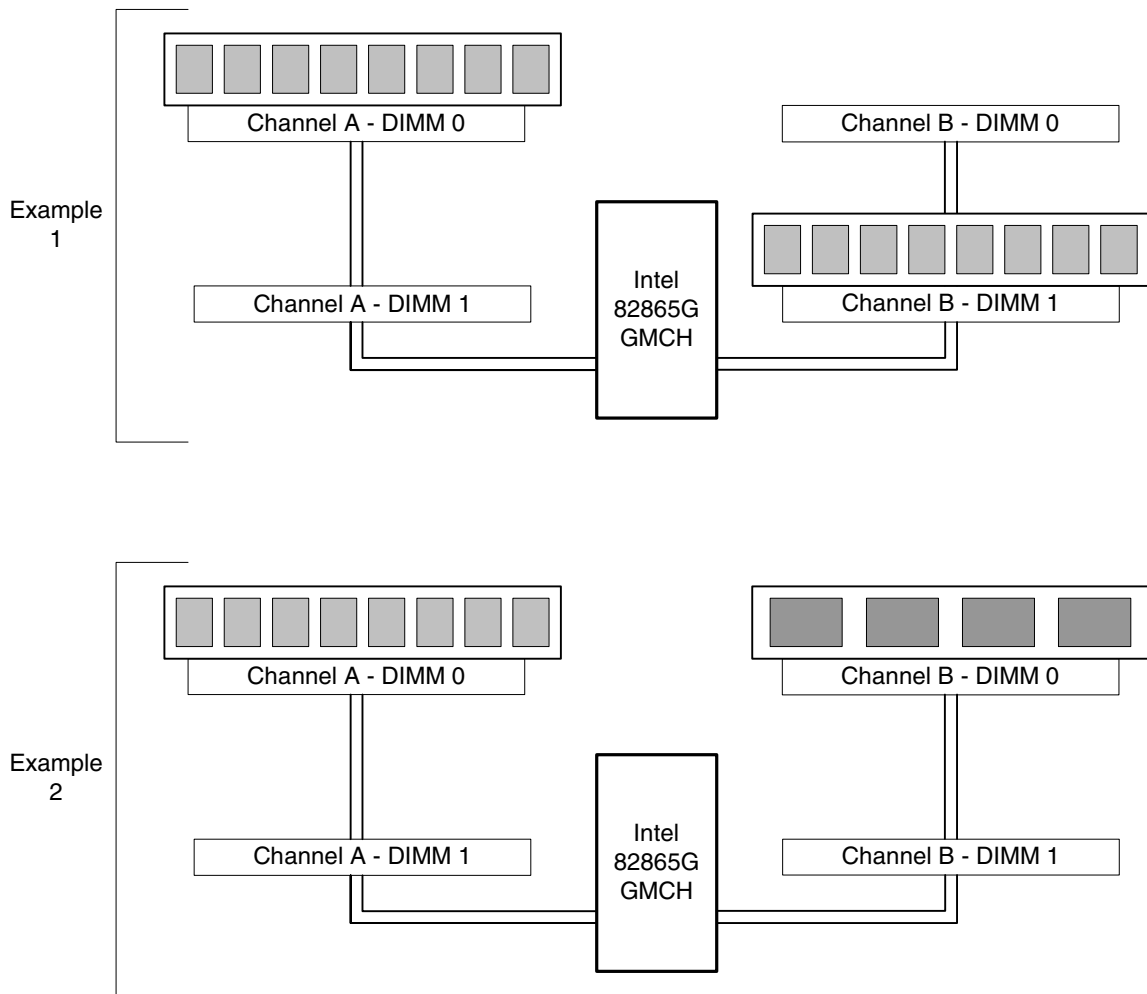 Channel A - DIMM 0
Channel B - DIMM 0
Example
1
Channel A - DIMM 1
Intel
82865G
GMCH
Channel B - DIMM 1
Channel A - DIMM 0
Channel B - DIMM 0
Example
2
Channel A - DIMM 1
Intel
82865G
GMCH
Channel B - DIMM 1